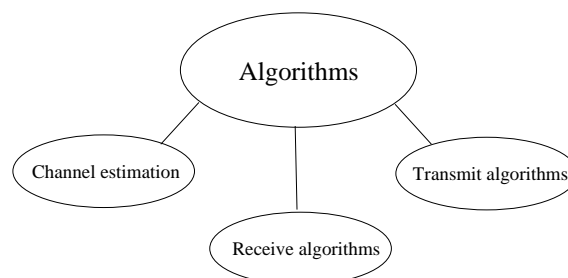 Algorithms
Channel estimation
Transmit algorithms
Receive algorithms